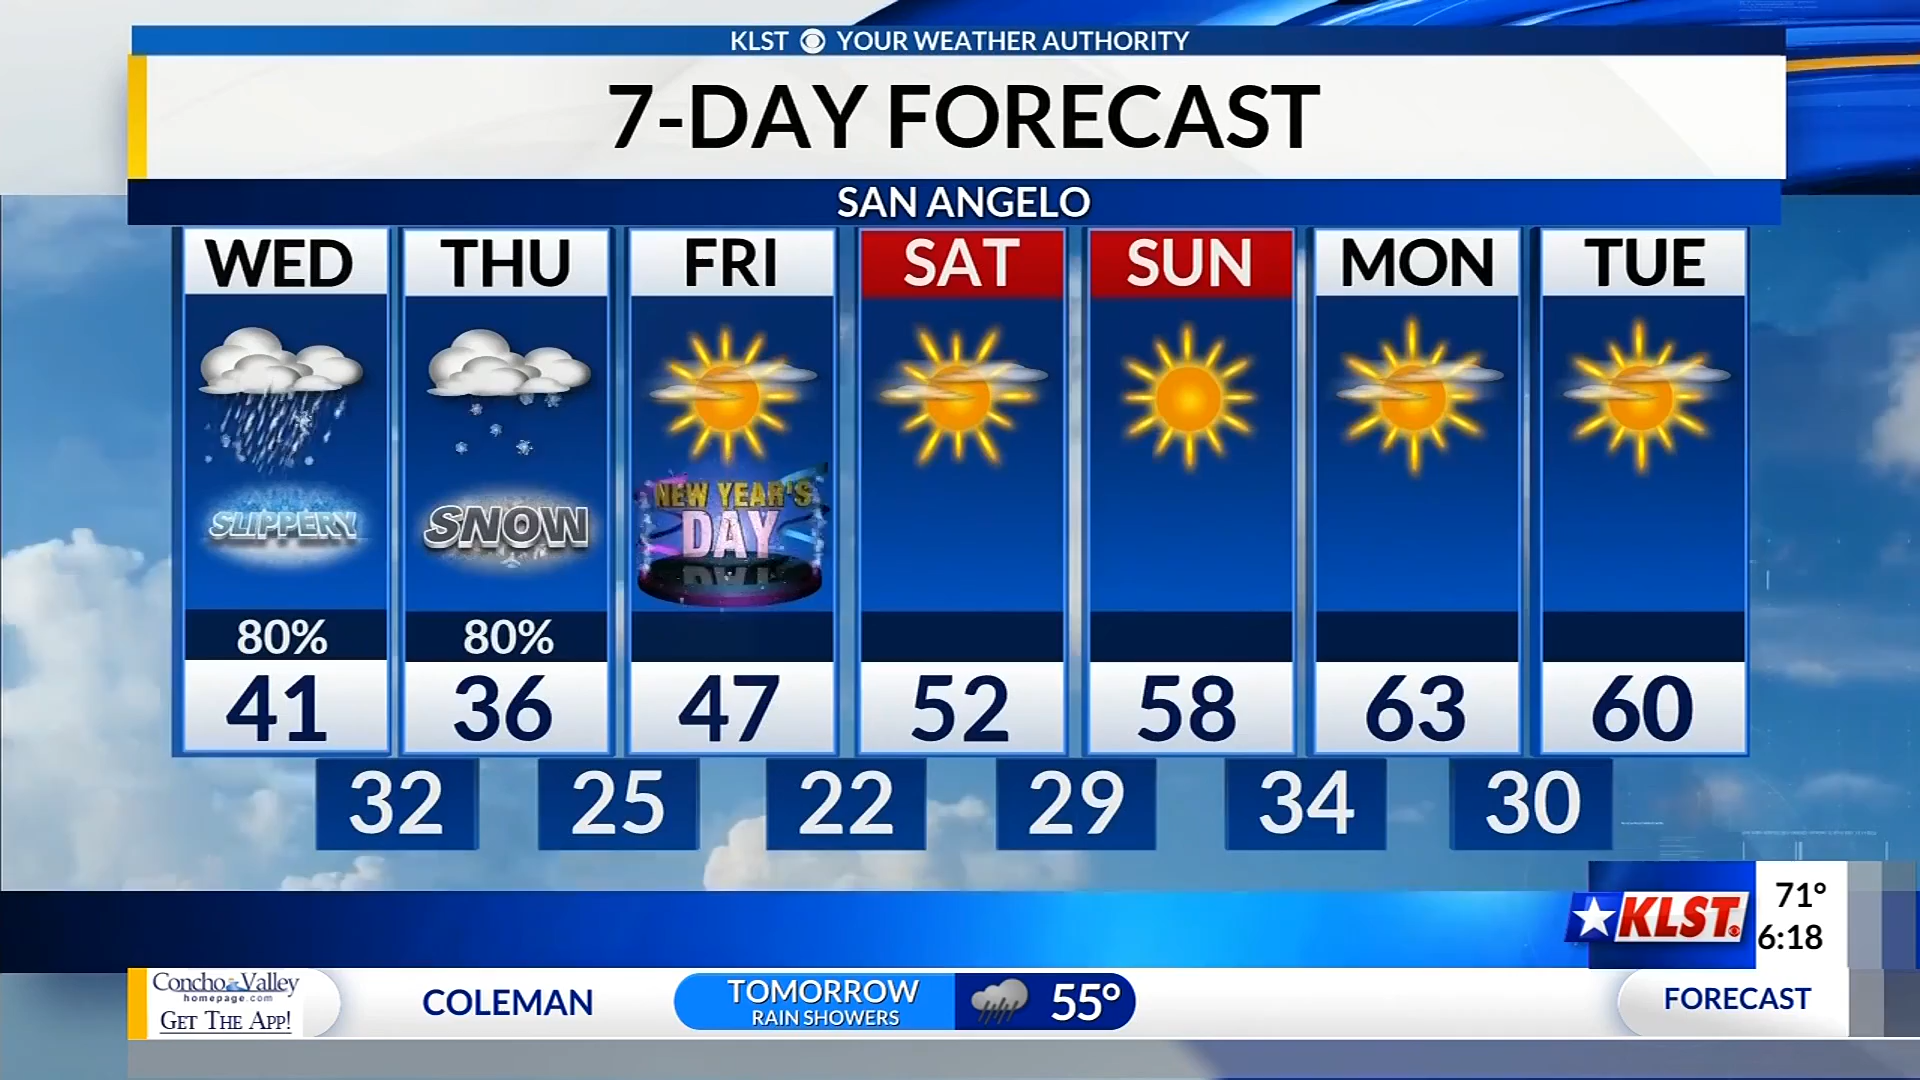 KLST YOUR WEATHER AUTHORITY
7-DAY FORECAST
SAN ANGELO
WED THU FRI SAT SUN MON TUE
SLIPPERY SNOW NEW YEAR'S
DAY
80% 80%
41 36 47 52 58 63 60
32 25 22 29 34 30
KLST
71°
6:18
Concho Valley
homepage.com
GET THE APP!
COLEMAN
TOMORROW
RAIN SHOWERS
55°
FORECAST